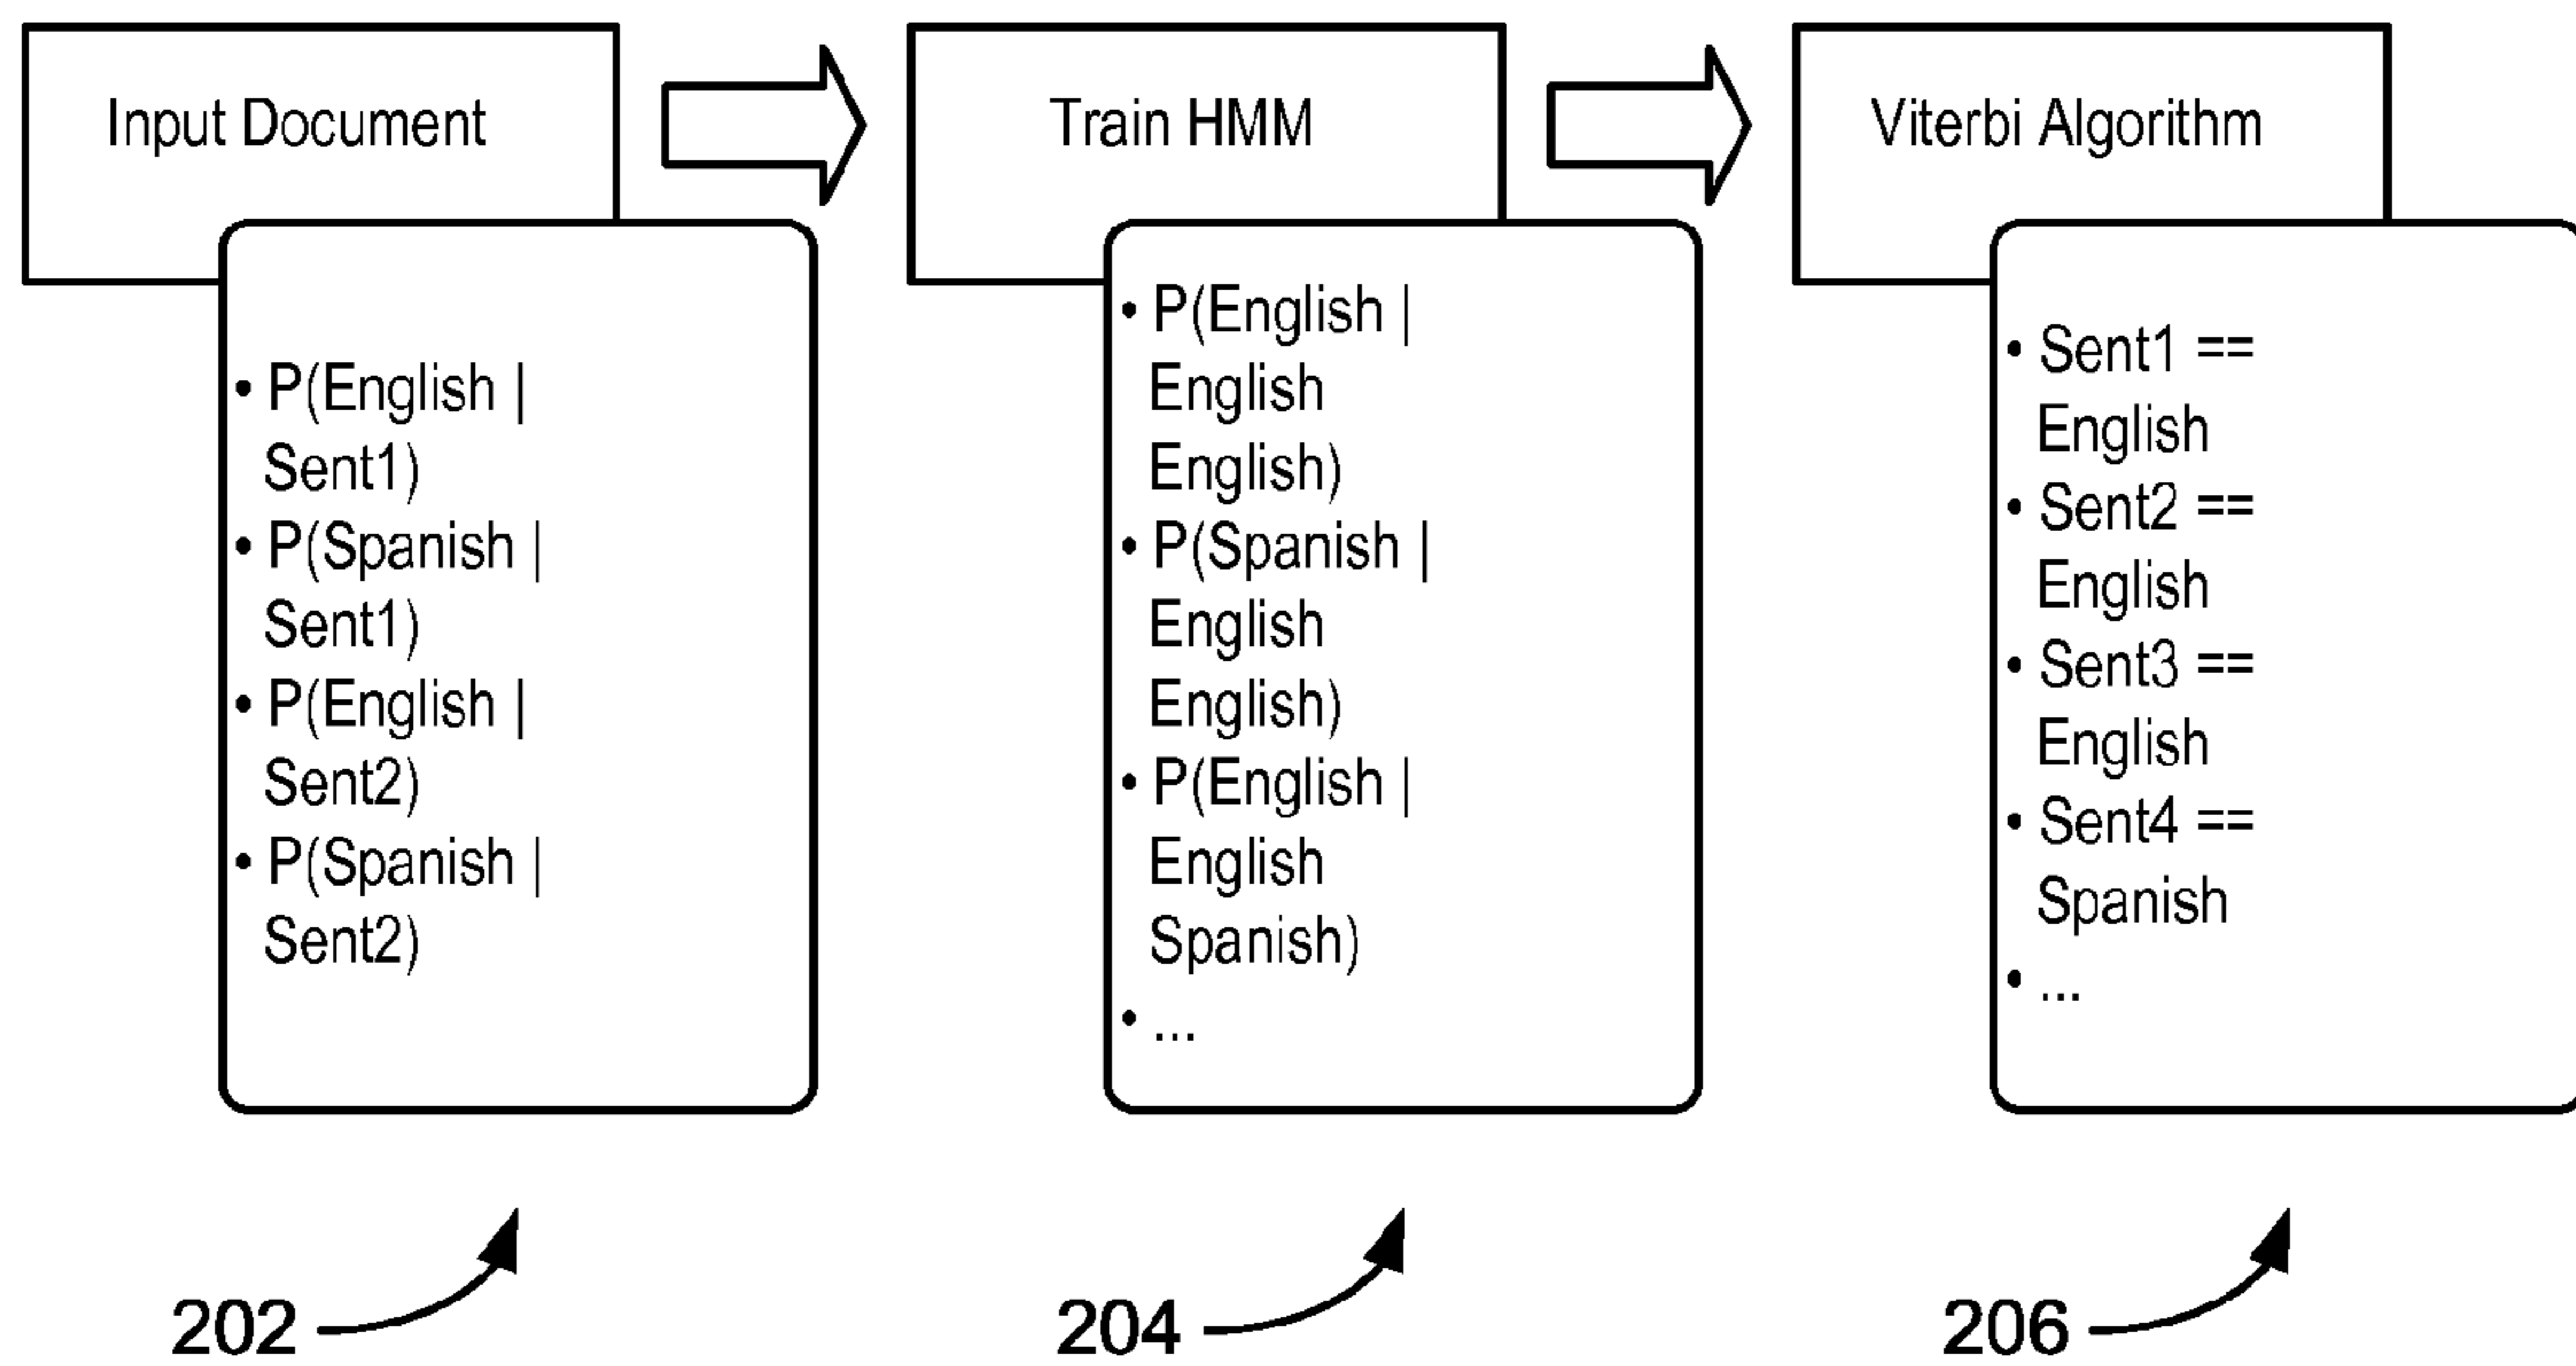 Input Document
• P(English |
Sent1)
• P(Spanish |
Sent1)
• P(English |
Sent2)
• P(Spanish |
Sent2)
202
Train HMM
• P(English |
English
English)
• P(Spanish |
English
English)
• P(English |
English
Spanish)
• ...
204
Viterbi Algorithm
• Sent1 ==
English
• Sent2 ==
English
• Sent3 ==
English
• Sent4 ==
Spanish
• ...
206